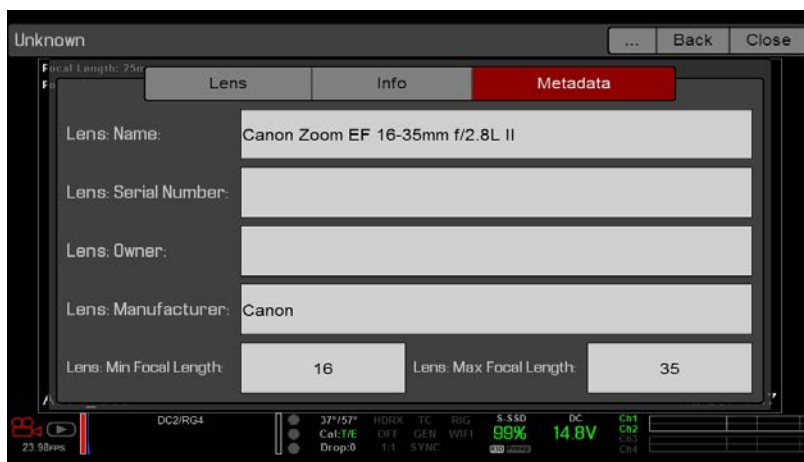 Unknown ... Back Close
Focal Length: 25m
Lens Info Metadata
Lens: Name: Canon Zoom EF 16-35mm f/2.8L II
Lens: Serial Number:
Lens: Owner:
Lens: Manufacturer: Canon
Lens: Min Focal Length: 16 Lens: Max Focal Length: 35
DC2/RG4 37°/57° HDRX TC RIG S-SSD DC Ch1
Cal:T/E OFF GEN WIFI 99% 14.8V Ch2
23.98FPS Drop:0 1:1 SYNC R3D Ch3
Ch4